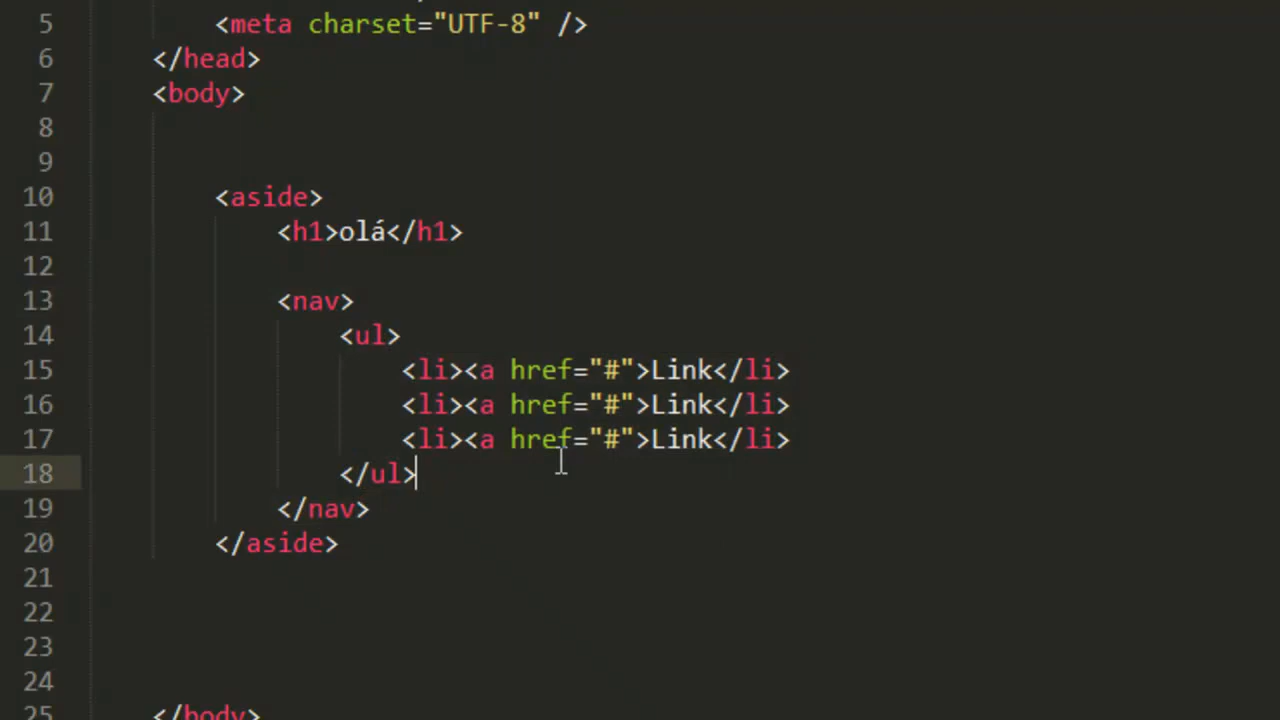 5 <meta charset="UTF-8" />
6 </head>
7 <body>
8
9
10 <aside>
11 <h1>olá</h1>
12
13 <nav>
14 <ul>
15 <li><a href="#">Link</li>
16 <li><a href="#">Link</li>
17 <li><a href="#">Link</li>
18 </ul>
19 </nav>
20 </aside>
21
22
23
24
25 </body>